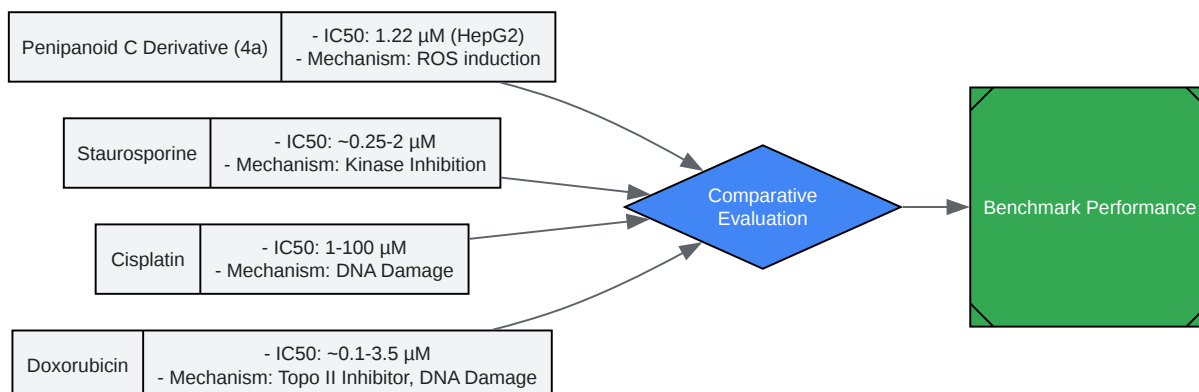 Penipanoid C Derivative (4a)
- IC50: 1.22 µM (HepG2)
- Mechanism: ROS induction
Staurosporine
- IC50: ~0.25-2 µM
- Mechanism: Kinase Inhibition
Cisplatin
- IC50: 1-100 µM
- Mechanism: DNA Damage
Doxorubicin
- IC50: ~0.1-3.5 µM
- Mechanism: Topo II Inhibitor, DNA Damage
Comparative
Evaluation
Benchmark Performance